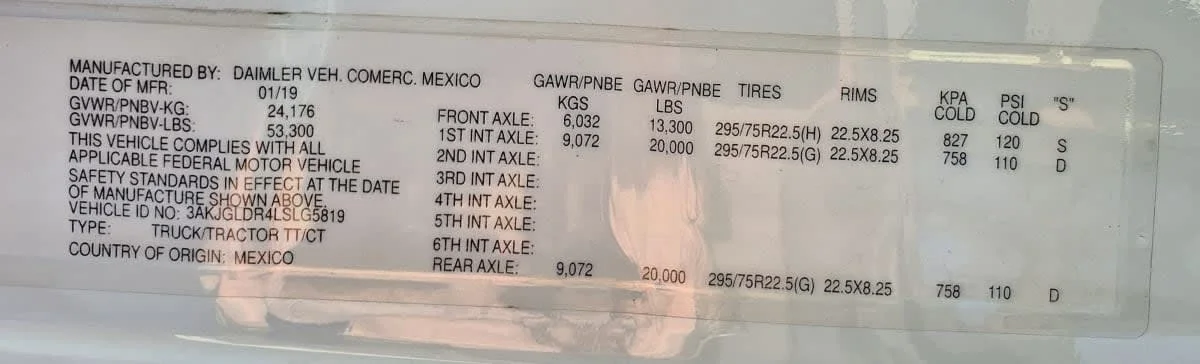 MANUFACTURED BY: DAIMLER VEH. COMERC. MEXICO
DATE OF MFR: 01/19
GVWR/PNBV-KG: 24,176
GVWR/PNBV-LBS: 53,300
THIS VEHICLE COMPLIES WITH ALL
APPLICABLE FEDERAL MOTOR VEHICLE
SAFETY STANDARDS IN EFFECT AT THE DATE
OF MANUFACTURE SHOWN ABOVE.
VEHICLE ID NO: 3AKJGLDR4LSLG5819
TYPE: TRUCK/TRACTOR TT/CT
COUNTRY OF ORIGIN: MEXICO
GAWR/PNBE GAWR/PNBE TIRES RIMS KPA PSI "S"
KGS LBS COLD COLD
FRONT AXLE: 6,032 13,300 295/75R22.5(H) 22.5X8.25 827 120 S
1ST INT AXLE: 9,072 20,000 295/75R22.5(G) 22.5X8.25 758 110 D
2ND INT AXLE:
3RD INT AXLE:
4TH INT AXLE:
5TH INT AXLE:
6TH INT AXLE:
REAR AXLE: 9,072 20,000 295/75R22.5(G) 22.5X8.25 758 110 D